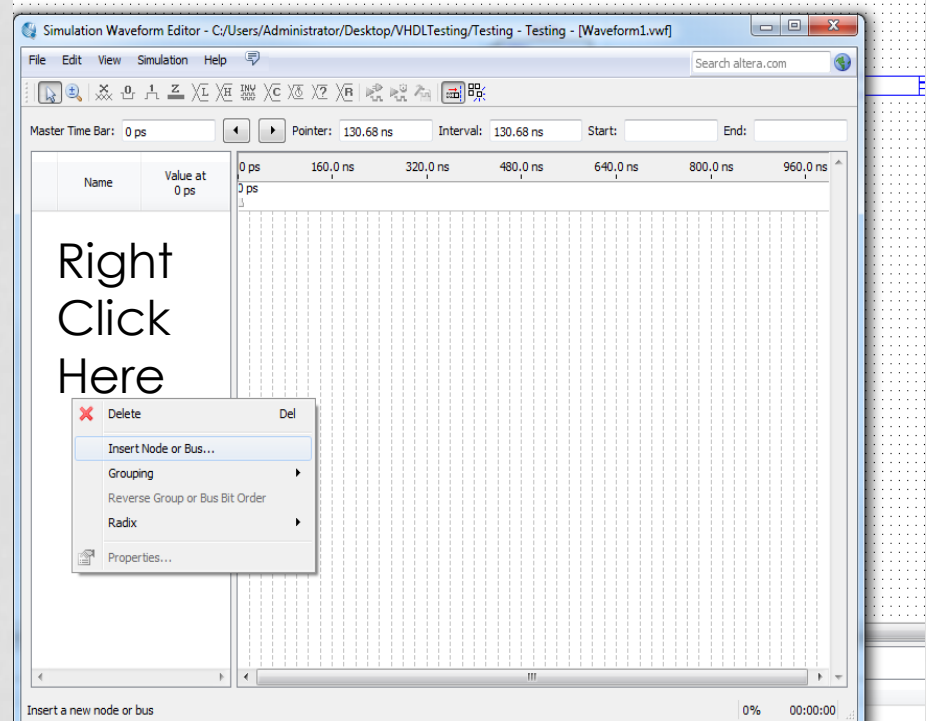 Simulation Waveform Editor - C:/Users/Administrator/Desktop/VHDLTesting/Testing - Testing - [Waveform1.vwf]
File Edit View Simulation Help
Search altera.com
Master Time Bar: 0 ps Pointer: 130.68 ns Interval: 130.68 ns Start: End:
Name Value at 0 ps
0 ps 160.0 ns 320.0 ns 480.0 ns 640.0 ns 800.0 ns 960.0 ns
0 ps
Right
Click
Here
Delete Del
Insert Node or Bus...
Grouping
Reverse Group or Bus Bit Order
Radix
Properties...
Insert a new node or bus 0% 00:00:00